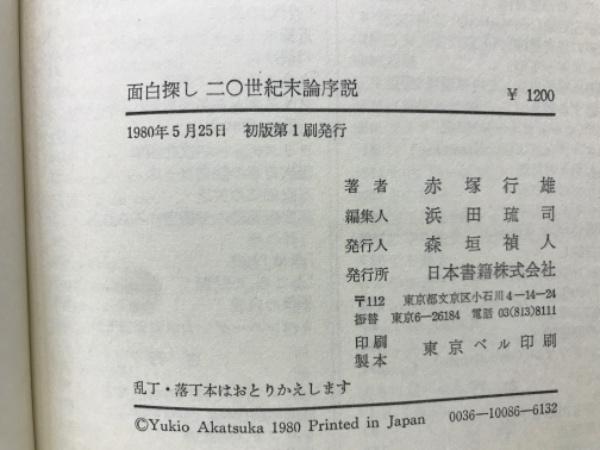 面白探し 二〇世紀末論序説 ¥ 1200
1980年5月25日 初版第1刷発行
著者 赤塚行雄
編集人 浜田琉司
発行人 森垣禎人
発行所 日本書籍株式会社
〒112 東京都文京区小石川4-14-24
振替 東京6-26184 電話 03(813)8111
印刷
製本 東京ベル印刷
乱丁・落丁本はおとりかえします
©Yukio Akatsuka 1980 Printed in Japan 0036-10086-6132